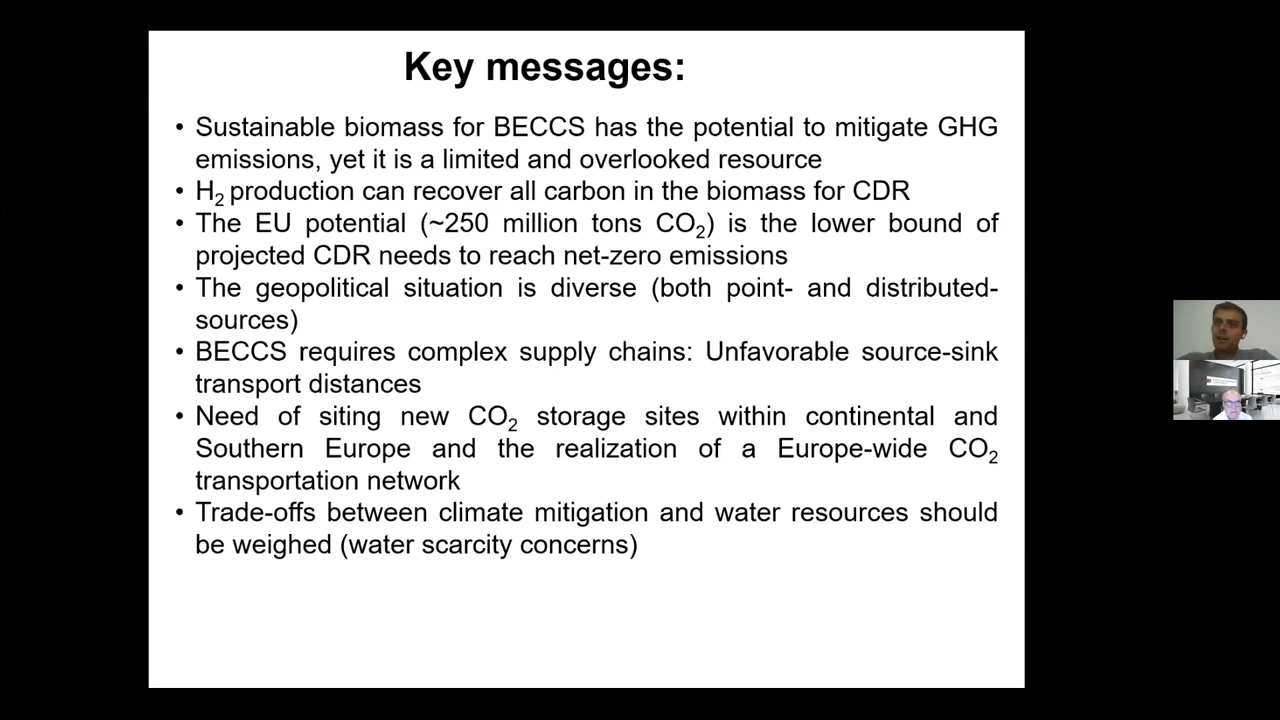 Key messages:
• Sustainable biomass for BECCS has the potential to mitigate GHG
emissions, yet it is a limited and overlooked resource
• H₂ production can recover all carbon in the biomass for CDR
• The EU potential (~250 million tons CO₂) is the lower bound of
projected CDR needs to reach net-zero emissions
• The geopolitical situation is diverse (both point- and distributed-
sources)
• BECCS requires complex supply chains: Unfavorable source-sink
transport distances
• Need of siting new CO₂ storage sites within continental and
Southern Europe and the realization of a Europe-wide CO₂
transportation network
• Trade-offs between climate mitigation and water resources should
be weighed (water scarcity concerns)